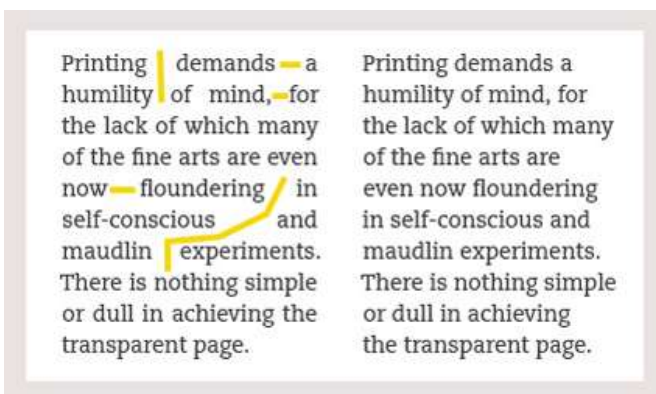 Printing demands a
humility of mind, for
the lack of which many
of the fine arts are even
now floundering in
self-conscious and
maudlin experiments.
There is nothing simple
or dull in achieving the
transparent page.
Printing demands a
humility of mind, for
the lack of which many
of the fine arts are
even now floundering
in self-conscious and
maudlin experiments.
There is nothing simple
or dull in achieving
the transparent page.